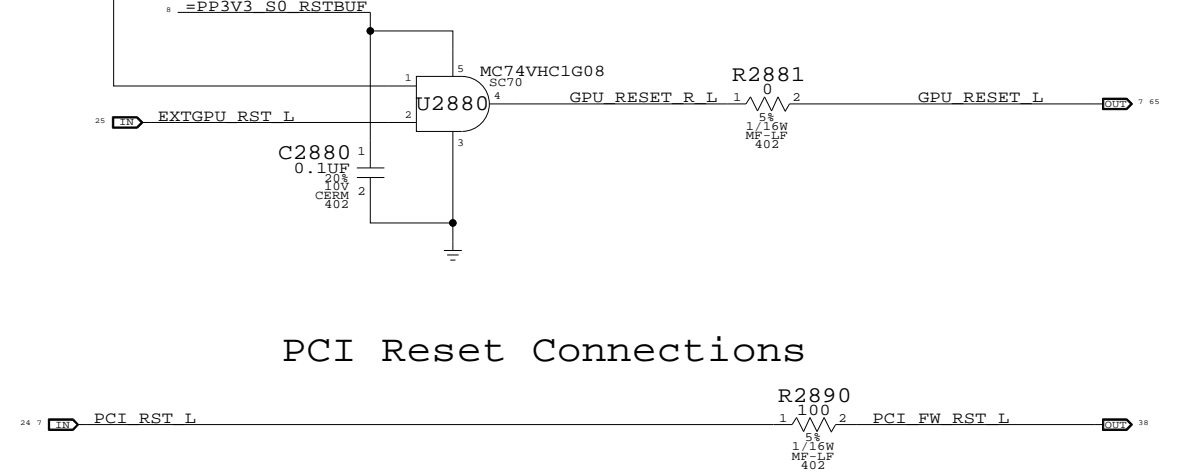 8 =PP3V3_S0_RSTBUF
5 MC74VHC1G08
SC70
1
U2880
4 GPU_RESET_R_L
R2881
0
1 2
5%
1/16W
MF-LF
402
GPU_RESET_L OUT 7 65
25 IN EXTGPU_RST_L 2
3
C2880 1
0.1UF
20%
10V
CERM
402
2
PCI Reset Connections
24 7 IN PCI_RST_L
R2890
100
1 2
5%
1/16W
MF-LF
402
PCI_FW_RST_L OUT 38